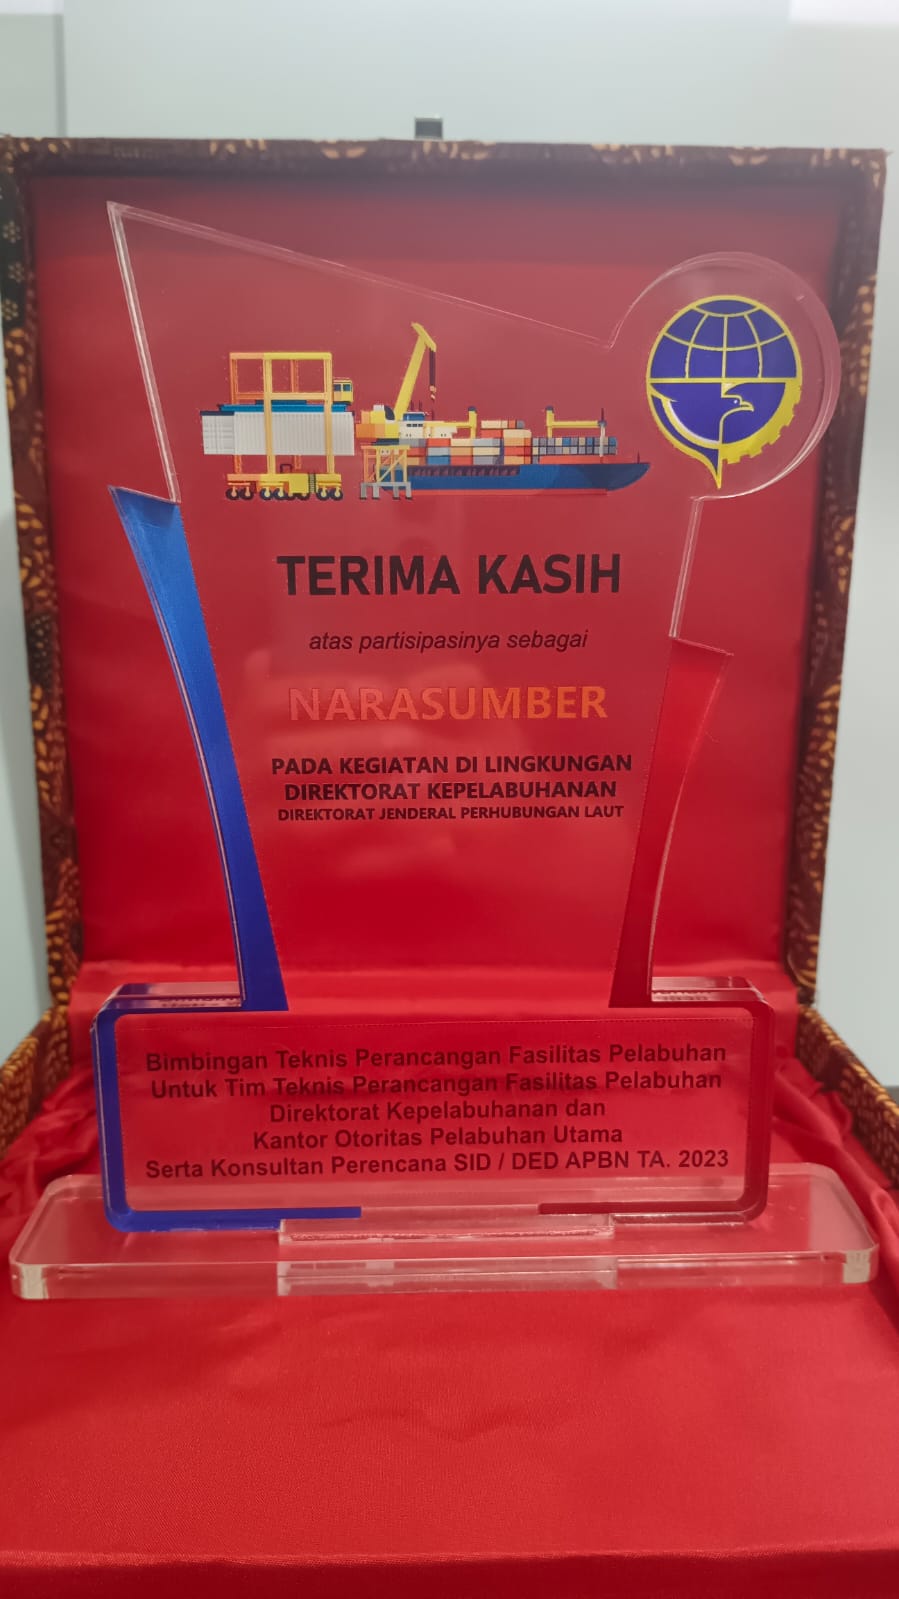 TERIMA KASIH
atas partisipasinya sebagai
NARASUMBER
PADA KEGIATAN DI LINGKUNGAN
DIREKTORAT KEPELABUHANAN
DIREKTORAT JENDERAL PERHUBUNGAN LAUT
Bimbingan Teknis Perancangan Fasilitas Pelabuhan
Untuk Tim Teknis Perancangan Fasilitas Pelabuhan
Direktorat Kepelabuhanan dan
Kantor Otoritas Pelabuhan Utama
Serta Konsultan Perencana SID / DED APBN TA. 2023